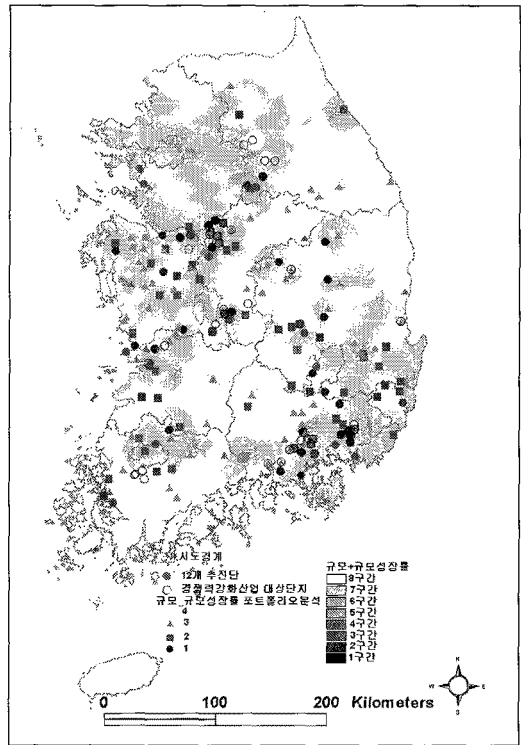 시도경계
12개 추진단
경쟁력강화산업 대상단지
규모_규모성장률 포트폴리오분석
4
3
2
1
규모+규모성장률
8구간
7구간
6구간
5구간
4구간
3구간
2구간
1구간
N
W
E
S
0 100 200 Kilometers